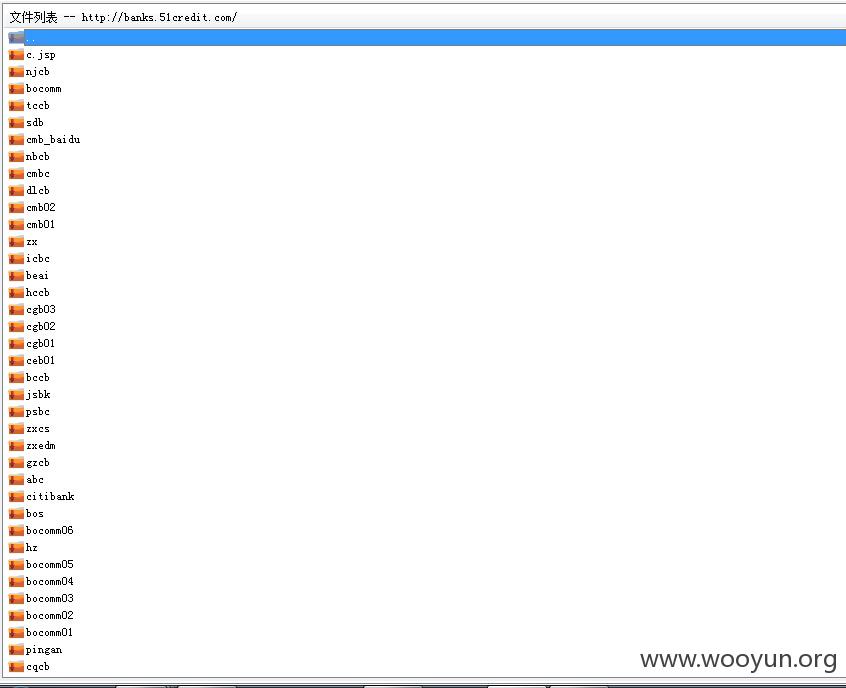 文件列表 -- http://banks.51credit.com/
..
c.jsp
njcb
bocomm
tccb
sdb
cmb_baidu
nbcb
cmbc
dlcb
cmb02
cmb01
zx
icbc
beai
hccb
cgb03
cgb02
cgb01
ceb01
bccb
jsbk
psbc
zxcs
zxedm
gzcb
abc
citibank
bos
bocomm06
hz
bocomm05
bocomm04
bocomm03
bocomm02
bocomm01
pingan
cqcb
www.wooyun.org